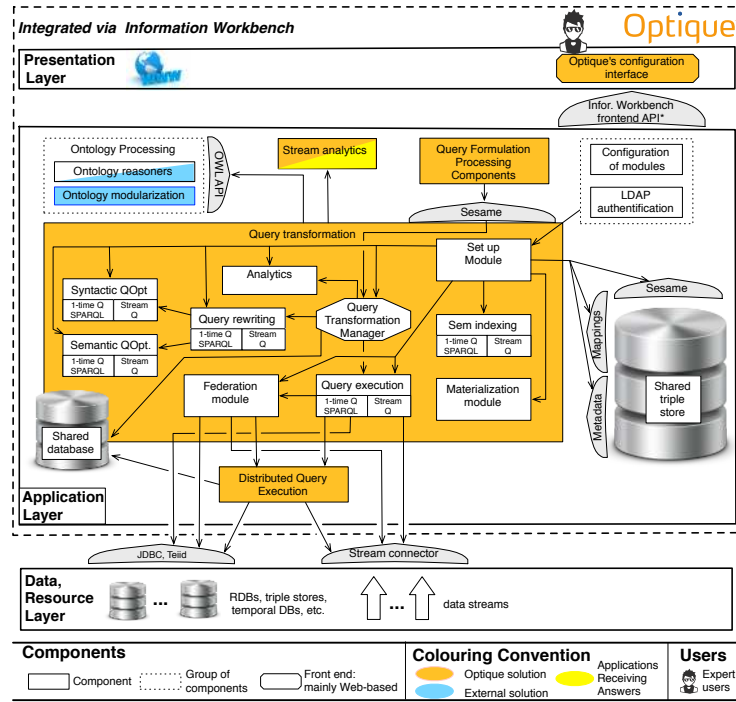 Integrated via Information Workbench
Optique
Presentation
Layer
WWW
Optique's configuration
interface
Infor. Workbench
frontend API*
Ontology Processing
Ontology reasoners
Ontology modularization
OWL API
Stream analytics
Query Formulation
Processing
Components
Configuration
of modules
LDAP
authentification
Sesame
Query transformation
Set up
Module
Analytics
Syntactic QOpt
1-time Q
SPARQL
Stream
Q
Query rewriting
1-time Q
SPARQL
Stream
Q
Query
Transformation
Manager
Sem indexing
1-time Q
SPARQL
Stream
Q
Semantic QOpt.
1-time Q
SPARQL
Stream
Q
Federation
module
Query execution
1-time Q
SPARQL
Stream
Q
Materialization
module
Sesame
Mappings
Metadata
Shared
triple
store
Shared
database
Distributed Query
Execution
Application
Layer
JDBC, Teiid
Stream connector
Data,
Resource
Layer
...
RDBs, triple stores,
temporal DBs, etc.
...
data streams
Components
Component
Group of
components
Front end:
mainly Web-based
Colouring Convention
Optique solution
External solution
Applications
Receiving
Answers
Users
Expert
users